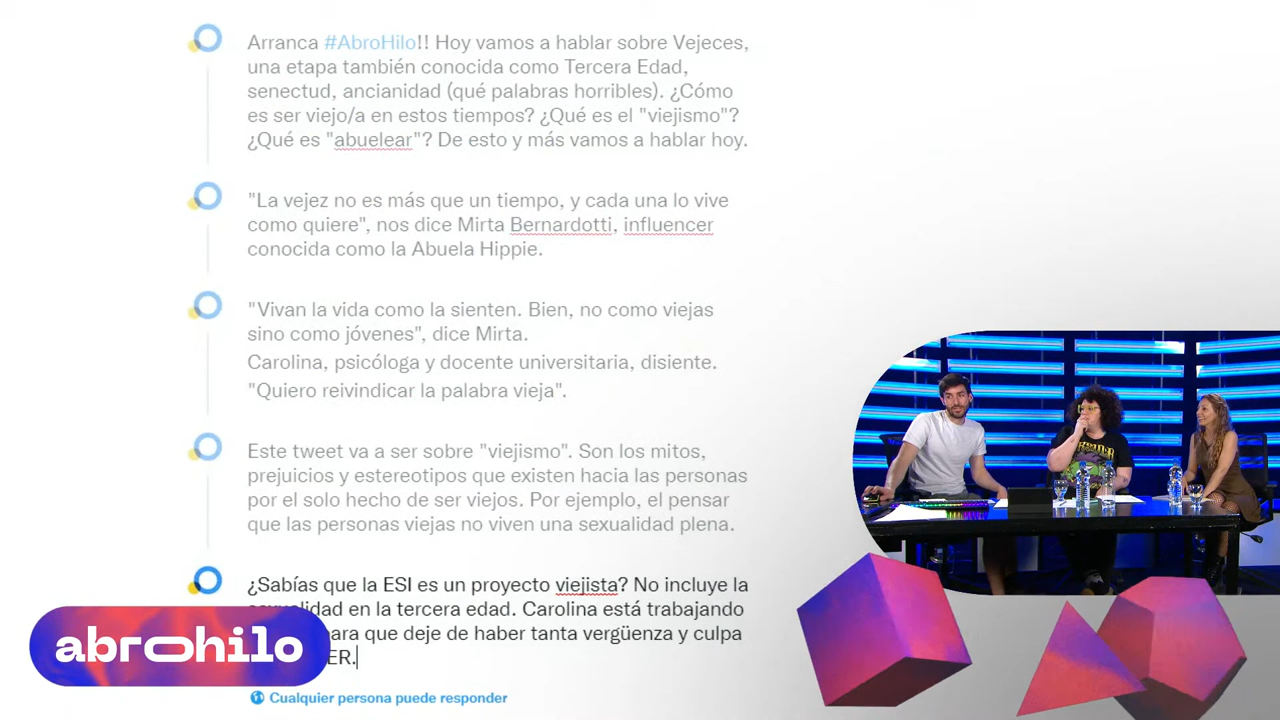 Arranca #AbroHilo!! Hoy vamos a hablar sobre Vejeces,
una etapa también conocida como Tercera Edad,
senectud, ancianidad (qué palabras horribles). ¿Cómo
es ser viejo/a en estos tiempos? ¿Qué es el "viejismo"?
¿Qué es "abuelear"? De esto y más vamos a hablar hoy.
"La vejez no es más que un tiempo, y cada una lo vive
como quiere", nos dice Mirta Bernardotti, influencer
conocida como la Abuela Hippie.
"Vivan la vida como la sienten. Bien, no como viejas
sino como jóvenes", dice Mirta.
Carolina, psicóloga y docente universitaria, disiente.
"Quiero reivindicar la palabra vieja".
Este tweet va a ser sobre "viejismo". Son los mitos,
prejuicios y estereotipos que existen hacia las personas
por el solo hecho de ser viejos. Por ejemplo, el pensar
que las personas viejas no viven una sexualidad plena.
¿Sabías que la ESI es un proyecto viejista? No incluye la
sexualidad en la tercera edad. Carolina está trabajando
para que deje de haber tanta vergüenza y culpa
ER.
abrohilo
Cualquier persona puede responder